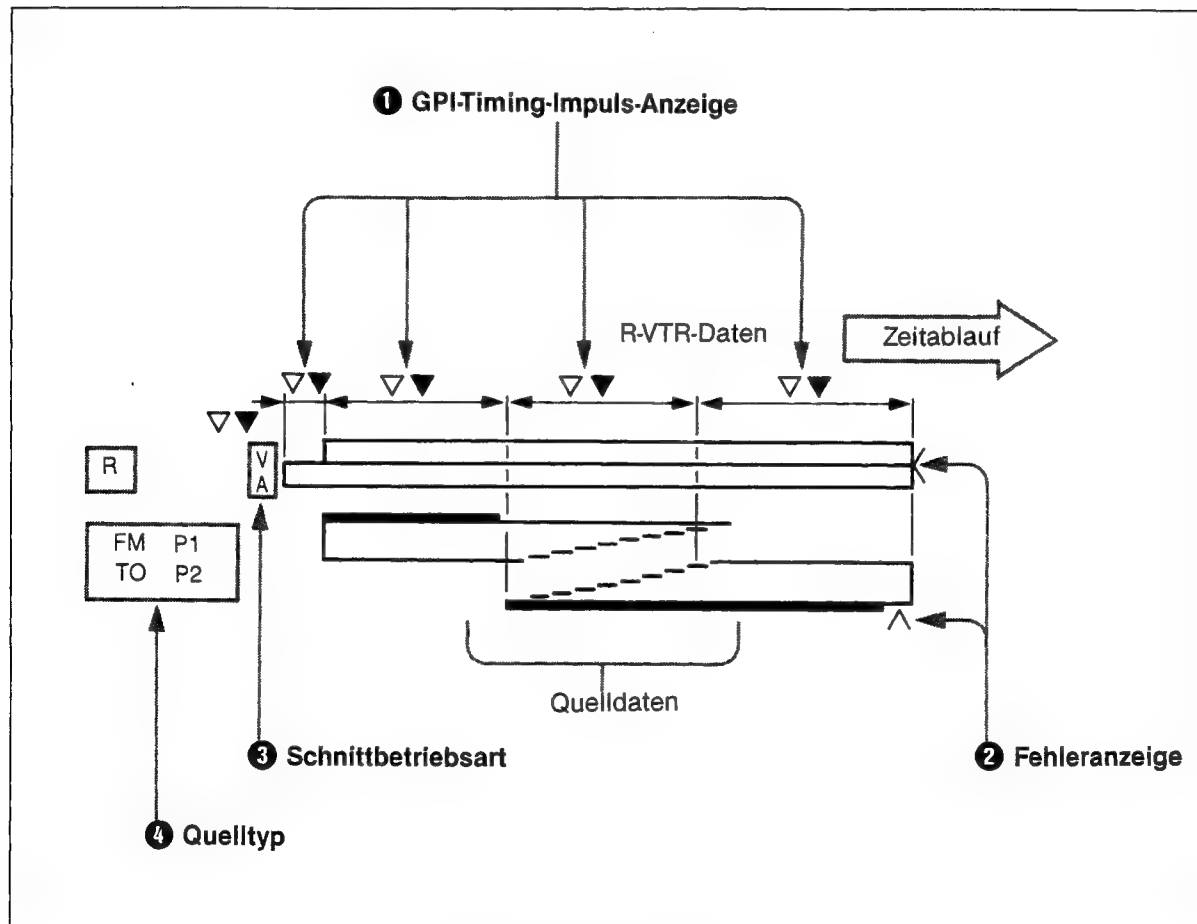 ❶ GPI-Timing-Impuls-Anzeige
R-VTR-Daten
Zeitablauf
R
V
A
FM P1
TO P2
Quelldaten
❸ Schnittbetriebsart
❷ Fehleranzeige
❹ Quelltyp